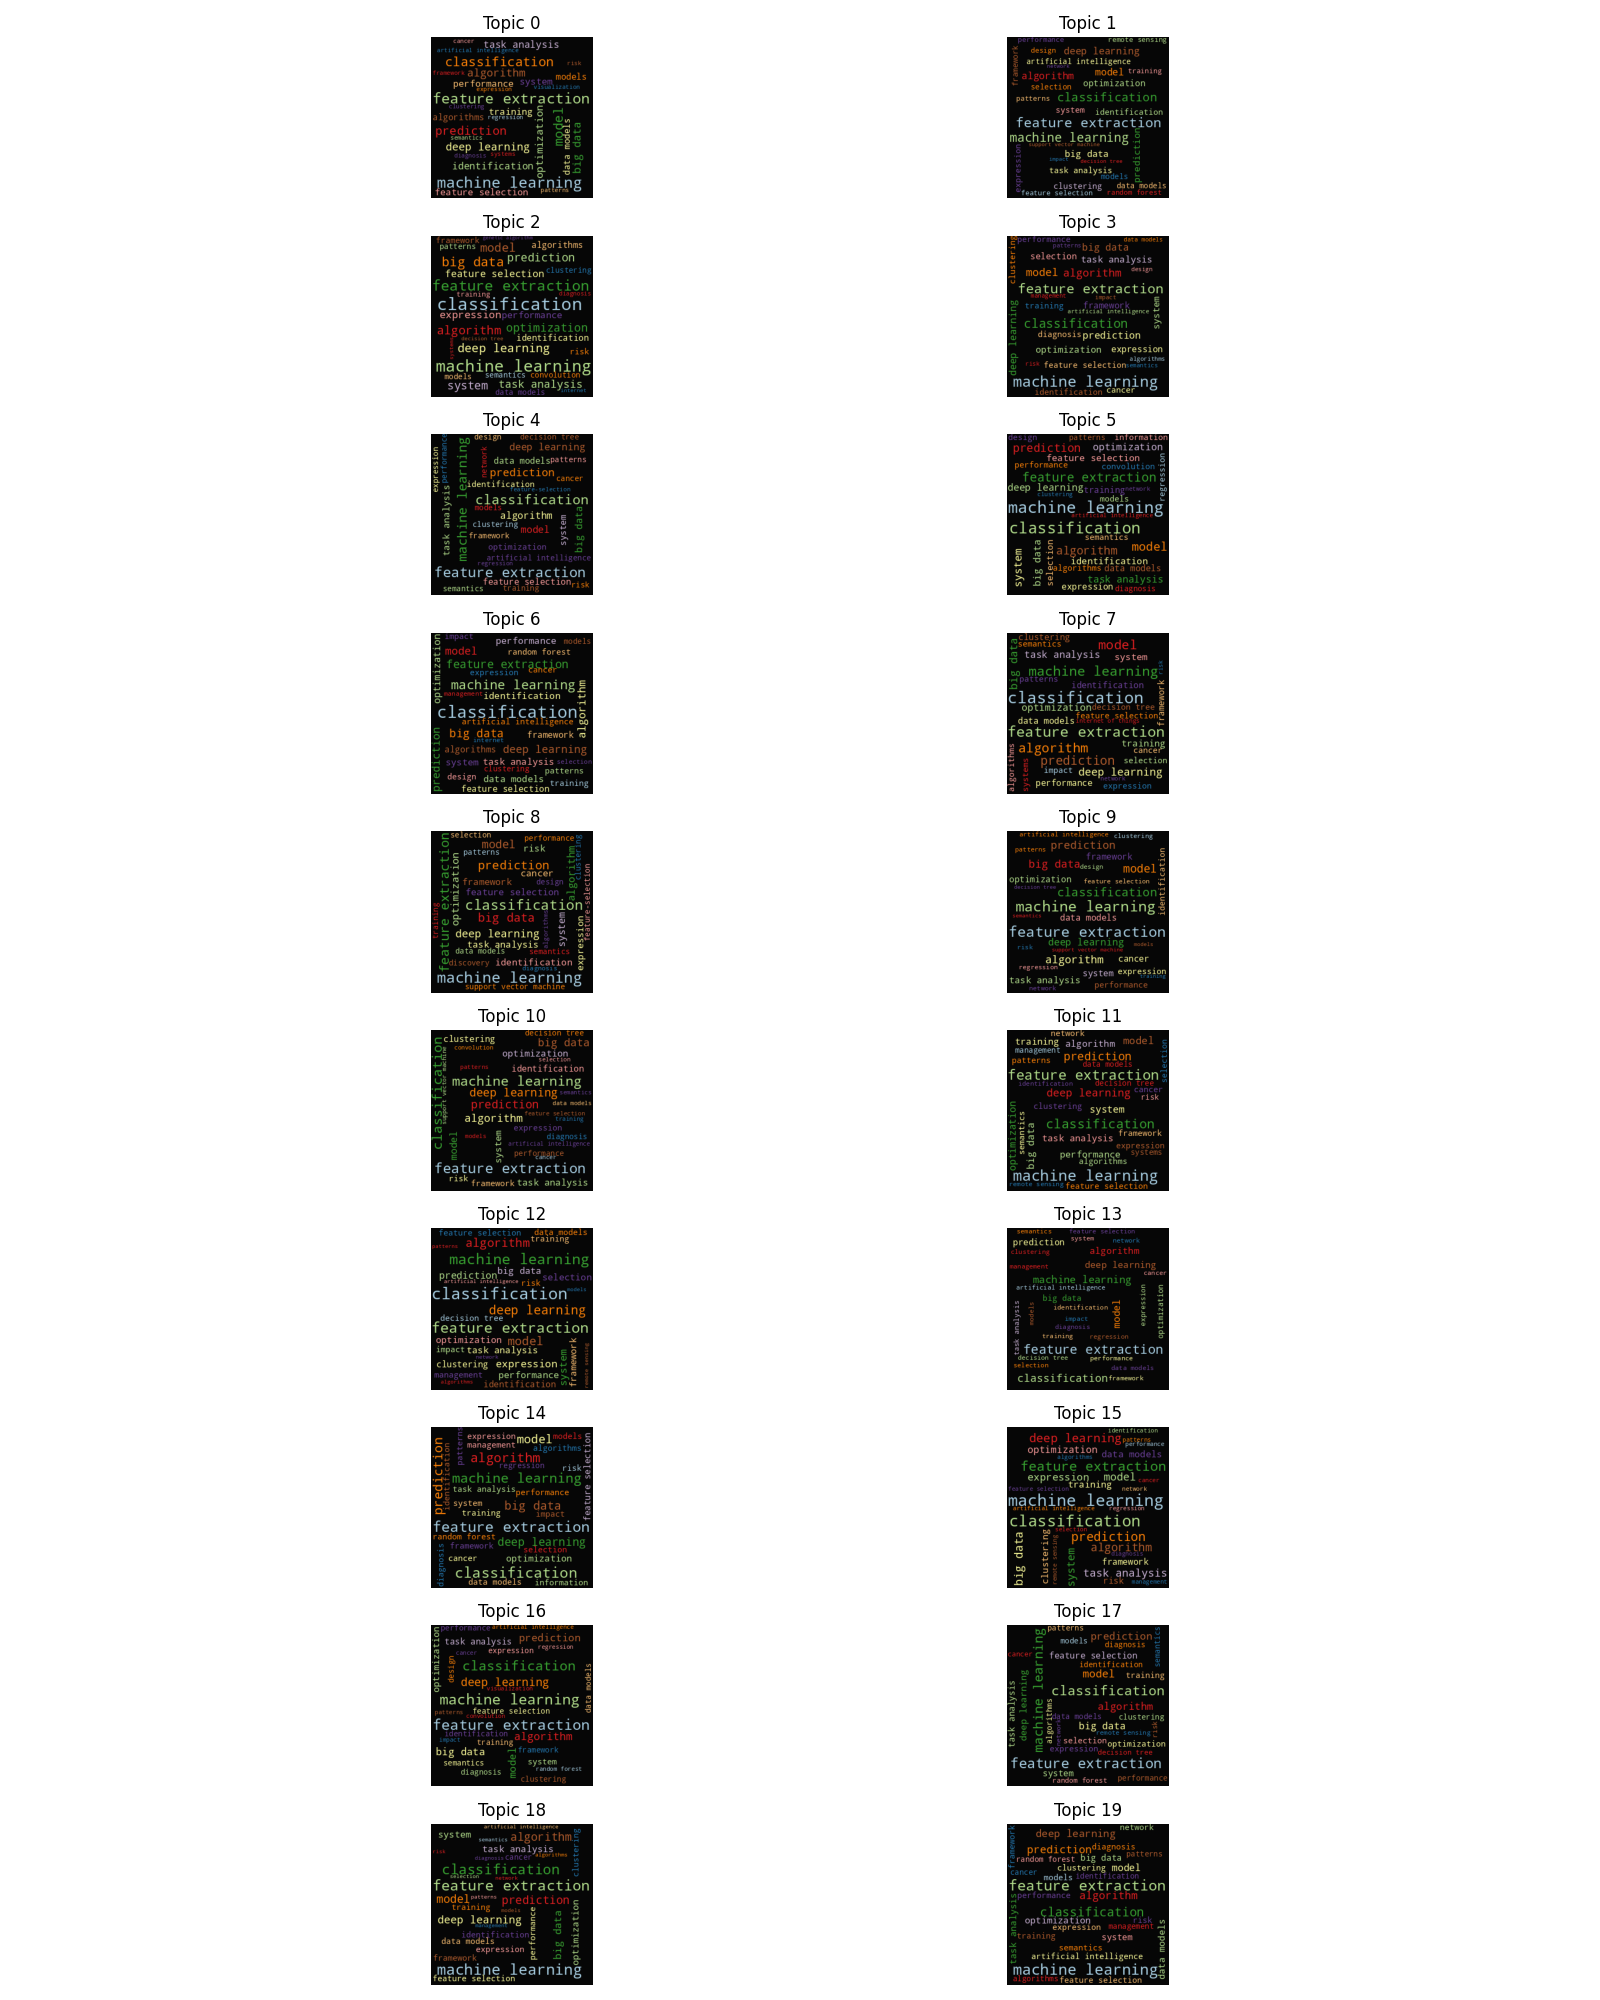 Topic 0
cancer
task analysis
artificial intelligence
classification
risk
framework
algorithm
models
performance
system
expression
visualization
feature extraction
clustering
training
algorithms
regression
optimization
model
data models
big data
prediction
semantics
deep learning
diagnosis
systems
identification
machine learning
feature selection
patterns
Topic 1
performance
remote sensing
framework
design
deep learning
artificial intelligence
network
algorithm
model
training
selection
optimization
patterns
classification
system
identification
feature extraction
machine learning
support vector machine
prediction
expression
big data
impact
decision tree
task analysis
models
clustering
data models
feature selection
random forest
Topic 2
framework
genetic algorithm
patterns
model
algorithms
big data
prediction
feature selection
clustering
feature extraction
training
diagnosis
classification
expression
performance
algorithm
optimization
systems
decision tree
identification
deep learning
risk
machine learning
models
semantics
convolution
system
task analysis
data models
internet
Topic 3
clustering
performance
data models
patterns
big data
selection
task analysis
model
algorithm
design
feature extraction
management
impact
training
framework
system
deep learning
artificial intelligence
classification
diagnosis
prediction
optimization
expression
algorithms
risk
feature selection
semantics
machine learning
identification
cancer
Topic 4
expression
performance
machine learning
design
decision tree
deep learning
network
data models
patterns
prediction
cancer
identification
feature-selection
task analysis
classification
models
algorithm
clustering
model
system
big data
framework
optimization
artificial intelligence
regression
feature extraction
feature selection
semantics
training
risk
Topic 5
design
patterns
information
prediction
optimization
feature selection
performance
convolution
regression
feature extraction
deep learning
training
network
clustering
models
machine learning
artificial intelligence
classification
semantics
system
big data
selection
algorithm
model
identification
algorithms
data models
task analysis
expression
diagnosis
Topic 6
optimization
impact
performance
models
model
random forest
feature extraction
expression
cancer
machine learning
management
identification
algorithm
classification
artificial intelligence
big data
framework
internet
prediction
algorithms
deep learning
system
task analysis
selection
clustering
patterns
design
data models
training
feature selection
Topic 7
big data
clustering
semantics
model
task analysis
system
machine learning
risk
patterns
identification
framework
classification
optimization
decision tree
feature selection
data models
internet of things
feature extraction
algorithms
algorithm
training
cancer
prediction
selection
systems
impact
deep learning
network
performance
expression
Topic 8
feature extraction
selection
performance
model
risk
clustering
patterns
optimization
algorithm
prediction
cancer
feature-selection
framework
design
feature selection
classification
training
big data
algorithms
system
expression
deep learning
task analysis
data models
semantics
discovery
identification
diagnosis
machine learning
support vector machine
Topic 9
artificial intelligence
clustering
prediction
patterns
framework
identification
big data
design
model
optimization
feature selection
decision tree
classification
machine learning
semantics
data models
feature extraction
deep learning
models
risk
support vector machine
algorithm
cancer
regression
system
expression
training
task analysis
performance
network
Topic 10
classification
support vector machine
clustering
decision tree
big data
convolution
optimization
selection
patterns
identification
machine learning
deep learning
semantics
prediction
data models
feature selection
algorithm
training
expression
model
models
system
diagnosis
artificial intelligence
performance
cancer
feature extraction
risk
framework
task analysis
Topic 11
network
training
algorithm
model
management
prediction
selection
patterns
data models
feature extraction
identification
decision tree
deep learning
cancer
risk
optimization
semantics
clustering
system
big data
classification
framework
task analysis
expression
performance
systems
algorithms
machine learning
remote sensing
feature selection
Topic 12
feature selection
data models
patterns
algorithm
training
machine learning
prediction
big data
selection
artificial intelligence
risk
classification
models
deep learning
decision tree
feature extraction
optimization
model
impact
task analysis
network
clustering
expression
system
framework
remote sensing
management
performance
algorithms
identification
Topic 13
semantics
feature selection
prediction
system
network
clustering
algorithm
management
deep learning
cancer
machine learning
artificial intelligence
big data
expression
optimization
task analysis
models
identification
model
impact
diagnosis
training
regression
feature extraction
decision tree
performance
selection
data models
classification
framework
Topic 14
prediction
identification
patterns
expression
model
models
management
algorithms
feature selection
algorithm
regression
risk
machine learning
task analysis
performance
system
big data
training
impact
feature extraction
random forest
deep learning
framework
selection
diagnosis
cancer
optimization
classification
data models
information
Topic 15
identification
deep learning
patterns
performance
optimization
algorithms
data models
feature extraction
expression
model
cancer
feature selection
training
network
machine learning
artificial intelligence
regression
classification
selection
big data
clustering
remote sensing
system
prediction
algorithm
diagnosis
framework
task analysis
risk
management
Topic 16
optimization
performance
artificial intelligence
task analysis
prediction
regression
cancer
expression
design
classification
data models
deep learning
visualization
machine learning
patterns
feature selection
convolution
feature extraction
identification
algorithm
impact
training
big data
model
framework
semantics
system
diagnosis
random forest
clustering
Topic 17
patterns
machine learning
models
prediction
diagnosis
semantics
cancer
feature selection
identification
deep learning
model
training
task analysis
classification
algorithms
algorithm
data models
network
clustering
big data
remote sensing
risk
selection
optimization
expression
decision tree
feature extraction
system
random forest
performance
Topic 18
artificial intelligence
system
semantics
algorithm
clustering
risk
task analysis
diagnosis
cancer
algorithms
classification
selection
network
feature extraction
model
patterns
prediction
training
models
performance
big data
optimization
deep learning
management
identification
data models
expression
framework
machine learning
feature selection
Topic 19
framework
network
deep learning
prediction
diagnosis
random forest
big data
patterns
cancer
clustering
model
models
identification
feature extraction
performance
algorithm
task analysis
classification
optimization
risk
expression
management
training
system
data models
semantics
artificial intelligence
machine learning
algorithms
feature selection